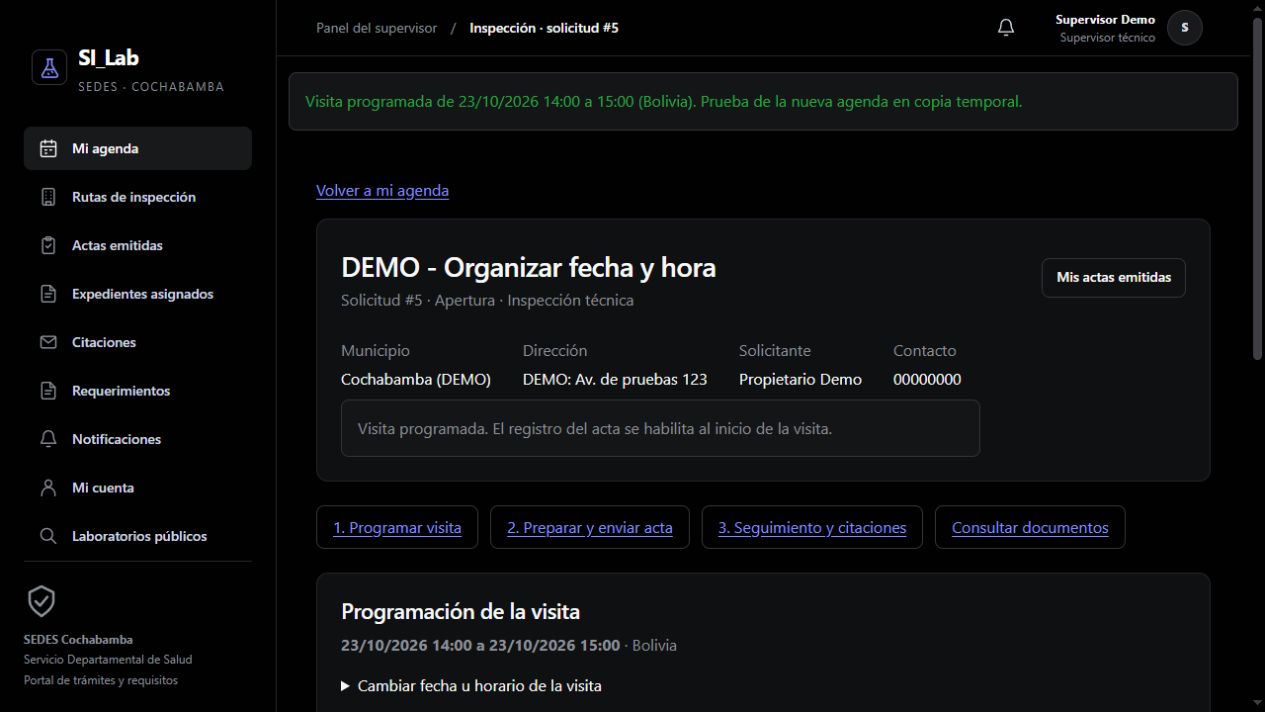 SI_Lab
SEDES · COCHABAMBA
Mi agenda
Rutas de inspección
Actas emitidas
Expedientes asignados
Citaciones
Requerimientos
Notificaciones
Mi cuenta
Laboratorios públicos
SEDES Cochabamba
Servicio Departamental de Salud
Portal de trámites y requisitos
Panel del supervisor / Inspección · solicitud #5
Supervisor Demo
Supervisor técnico
S
Visita programada de 23/10/2026 14:00 a 15:00 (Bolivia). Prueba de la nueva agenda en copia temporal.
Volver a mi agenda
DEMO - Organizar fecha y hora
Solicitud #5 · Apertura · Inspección técnica
Mis actas emitidas
Municipio Dirección Solicitante Contacto
Cochabamba (DEMO) DEMO: Av. de pruebas 123 Propietario Demo 00000000
Visita programada. El registro del acta se habilita al inicio de la visita.
1. Programar visita 2. Preparar y enviar acta 3. Seguimiento y citaciones Consultar documentos
Programación de la visita
23/10/2026 14:00 a 23/10/2026 15:00 · Bolivia
Cambiar fecha u horario de la visita